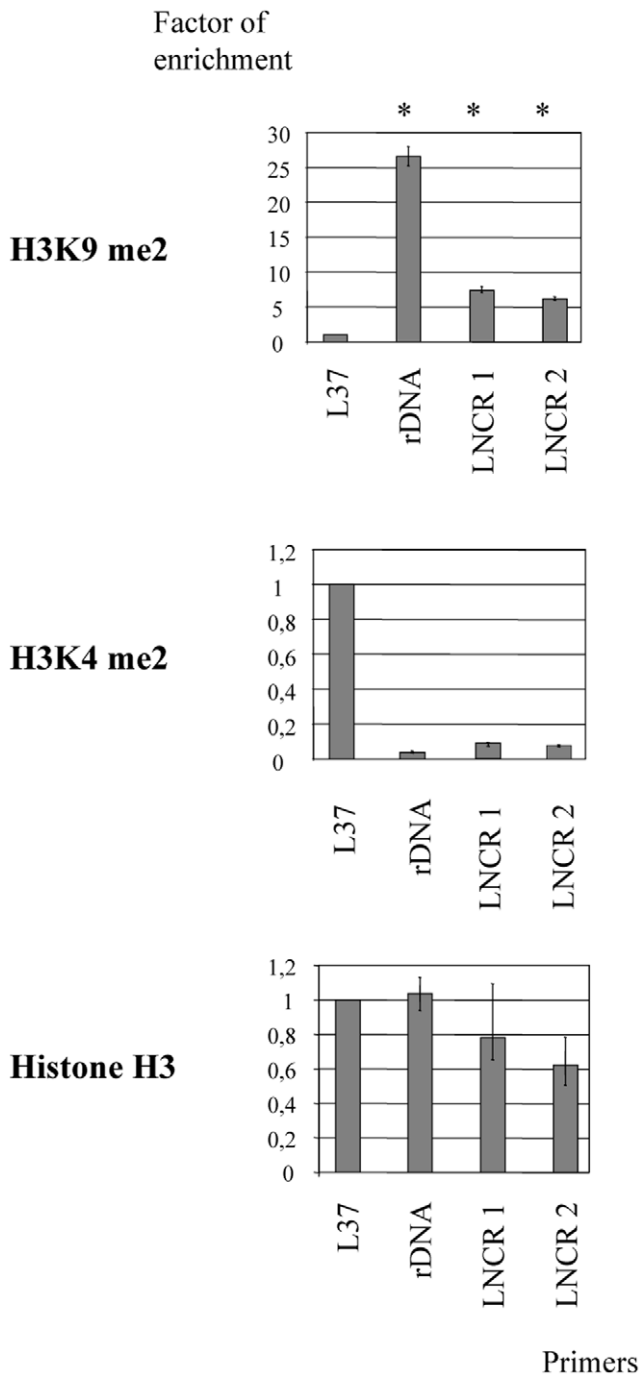 Factor of
enrichment
* * *
H3K9 me2
30
25
20
15
10
5
0
L37 rDNA LNCR 1 LNCR 2
H3K4 me2
1,2
1
0,8
0,6
0,4
0,2
0
L37 rDNA LNCR 1 LNCR 2
Histone H3
1,2
1
0,8
0,6
0,4
0,2
0
L37 rDNA LNCR 1 LNCR 2
Primers